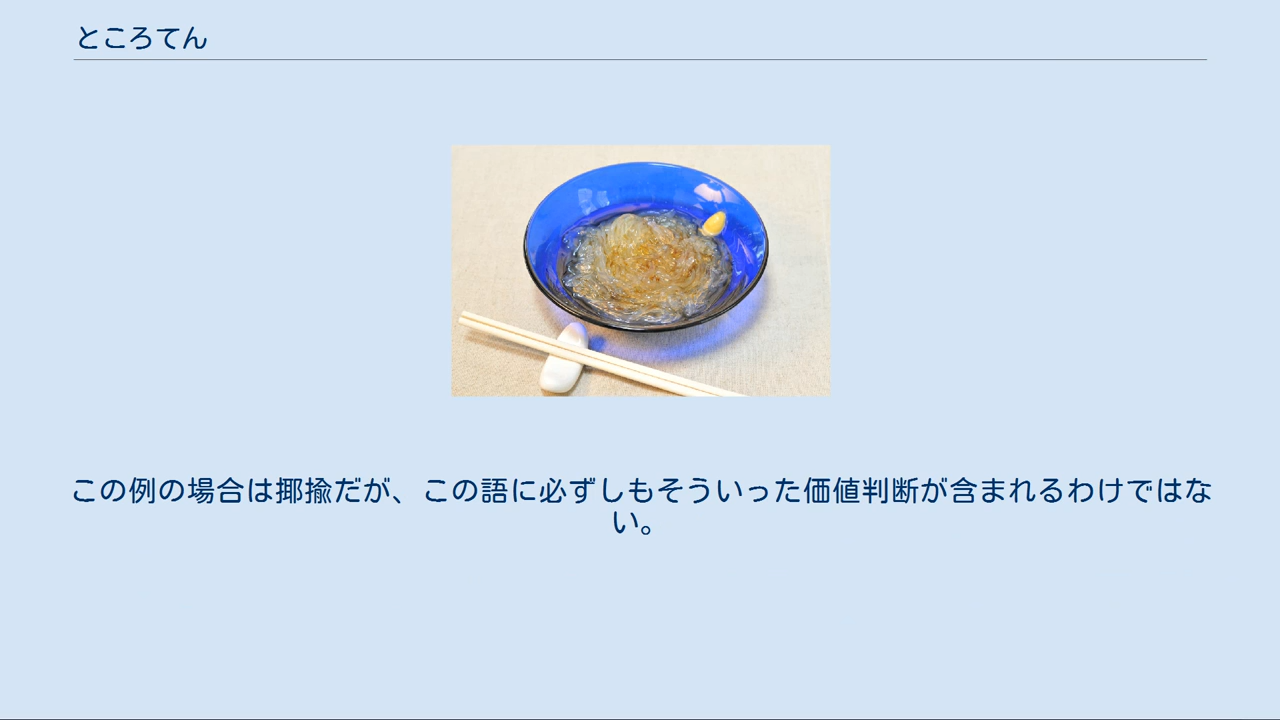 ところてん
この例の場合は揶揄だが、この語に必ずしもそういった価値判断が含まれるわけではな
い。